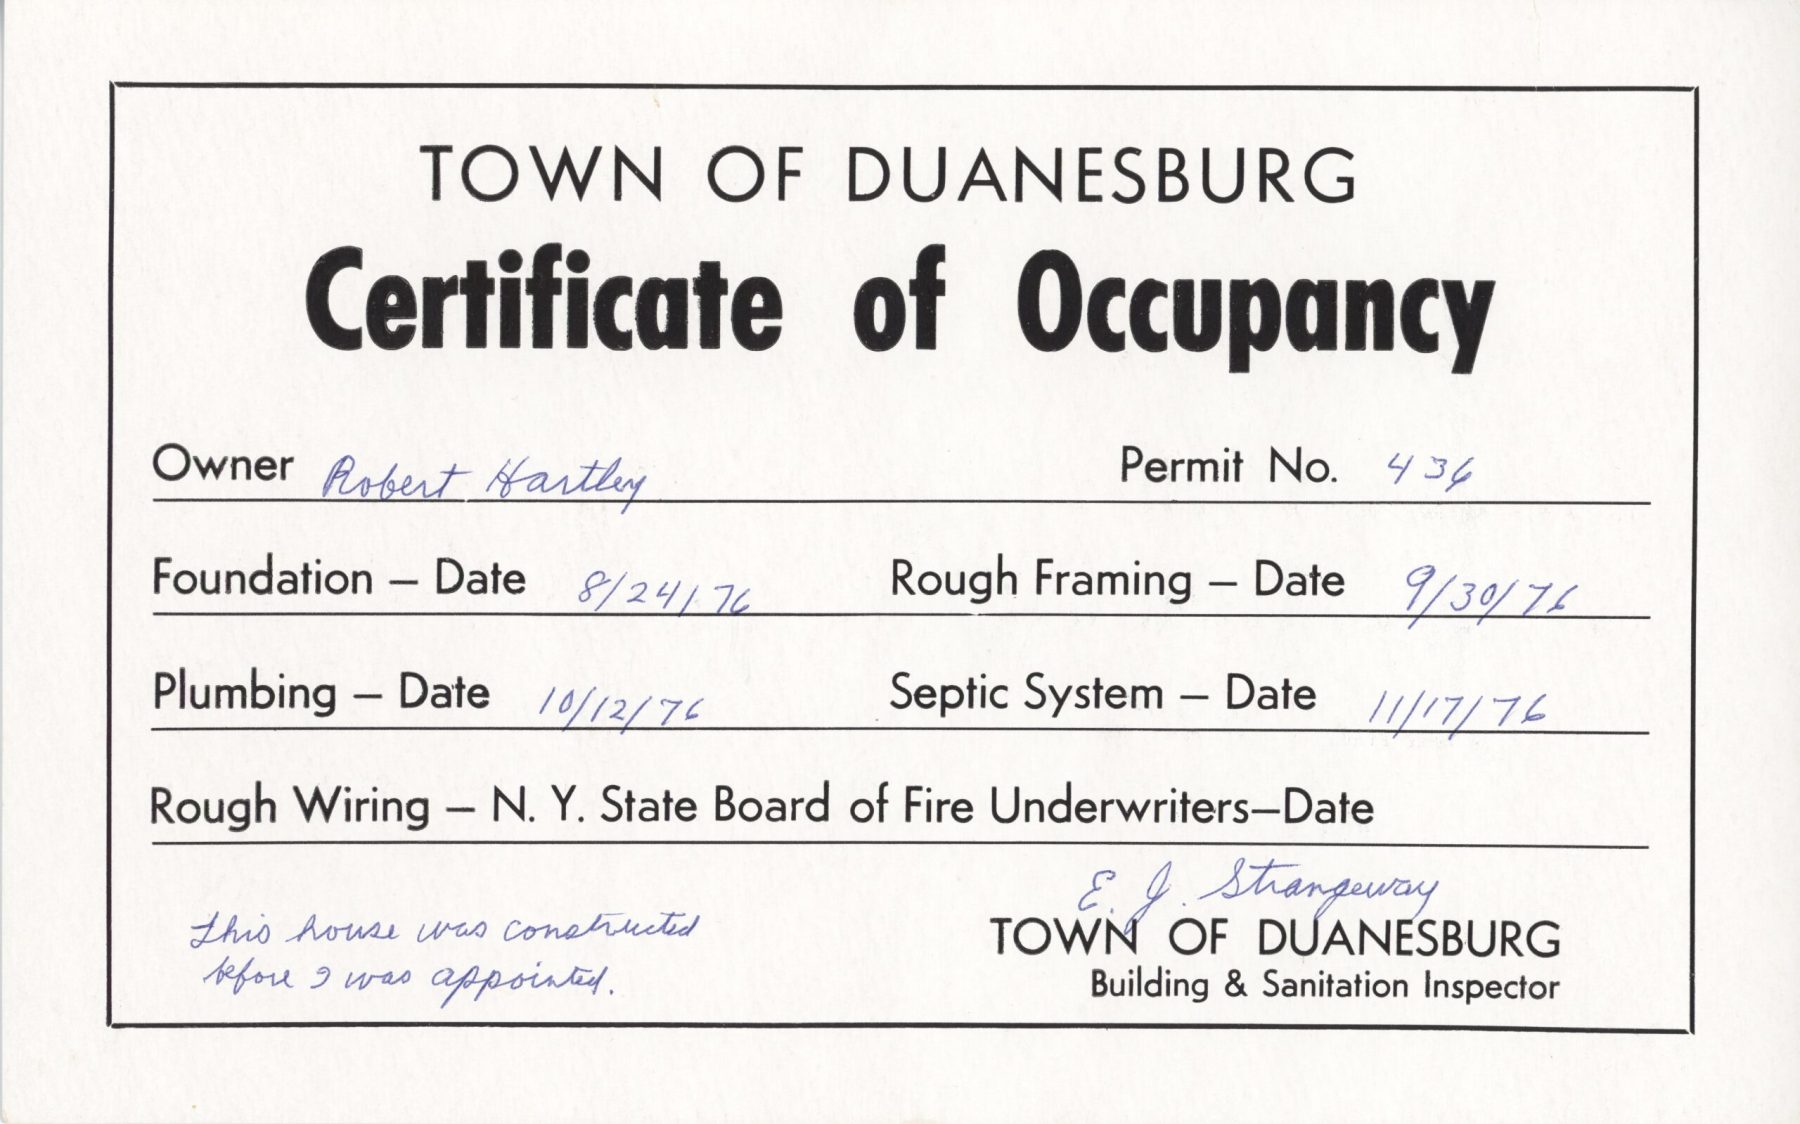 TOWN OF DUANESBURG
Certificate of Occupancy
Owner Robert Hartley Permit No. 436
Foundation — Date 8/24/76 Rough Framing — Date 9/30/76
Plumbing — Date 10/12/76 Septic System — Date 11/17/76
Rough Wiring — N. Y. State Board of Fire Underwriters—Date
E. J. Strangeway
This house was constructed
before I was appointed.
TOWN OF DUANESBURG
Building & Sanitation Inspector